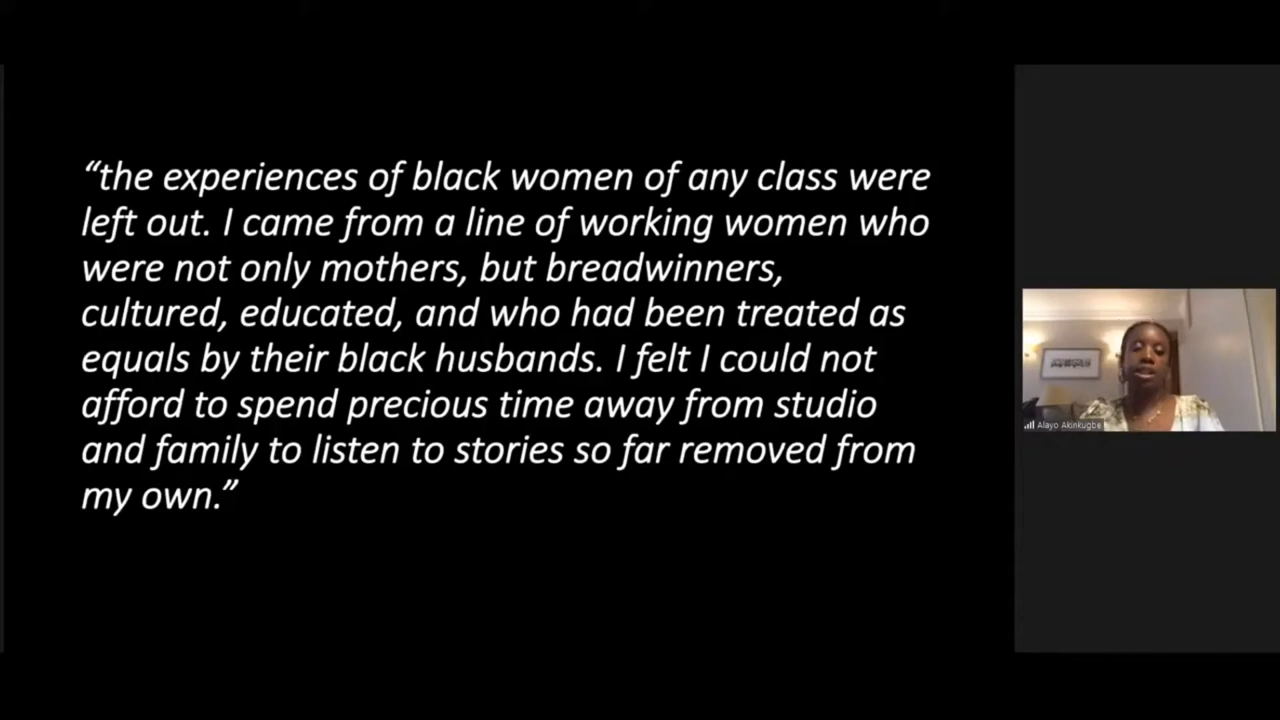 “the experiences of black women of any class were
left out. I came from a line of working women who
were not only mothers, but breadwinners,
cultured, educated, and who had been treated as
equals by their black husbands. I felt I could not
afford to spend precious time away from studio
and family to listen to stories so far removed from
my own.”
Alayo Akinkugbe